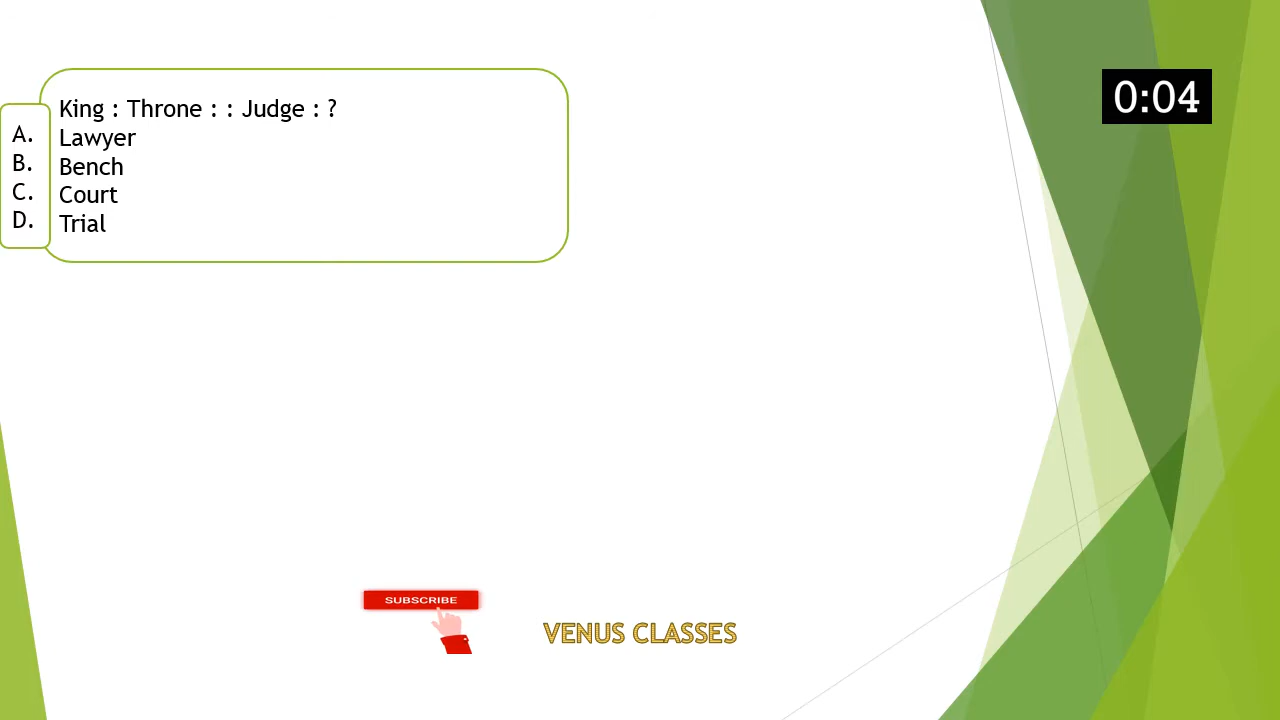 0:04
King : Throne : : Judge : ?
A. Lawyer
B. Bench
C. Court
D. Trial
SUBSCRIBE
VENUS CLASSES